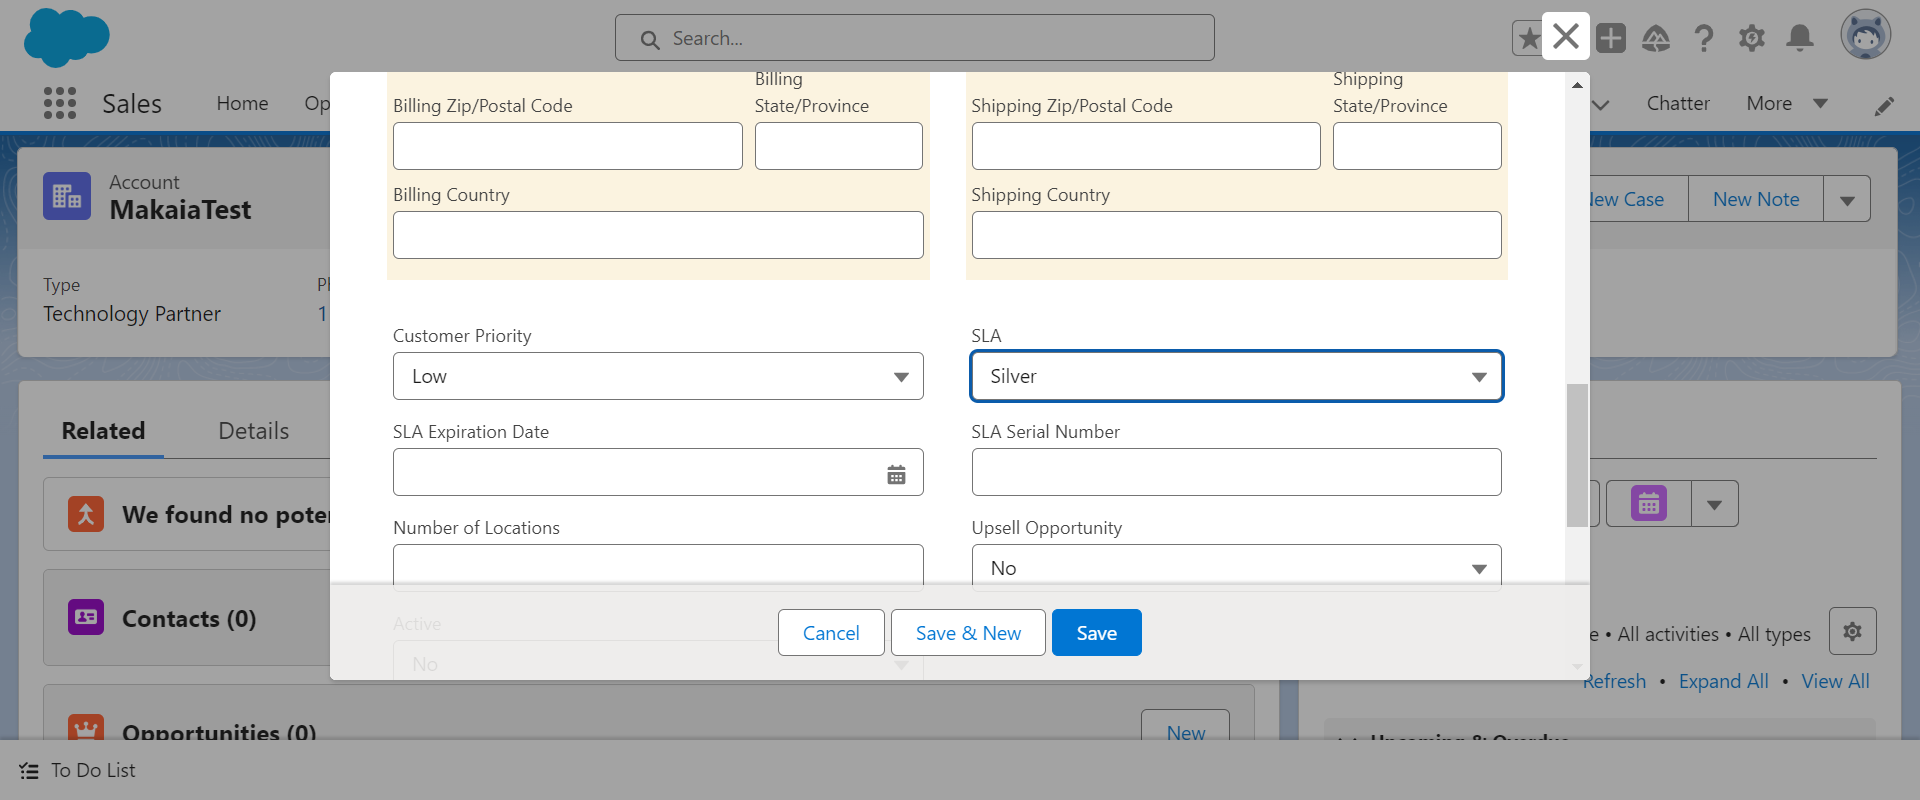 Search...
Sales
Home
Op
Chatter
More
Account
MakaiaTest
New Case
New Note
Type
Technology Partner
1
Related
Details
We found no poten
Contacts (0)
Opportunities (0)
New
Billing Zip/Postal Code
Billing
State/Province
Shipping Zip/Postal Code
Shipping
State/Province
Billing Country
Shipping Country
Customer Priority
SLA
Low
Silver
SLA Expiration Date
SLA Serial Number
Number of Locations
Upsell Opportunity
No
Active
No
Cancel
Save & New
Save
e • All activities • All types
Refresh • Expand All • View All
Upcoming & Overdue
To Do List